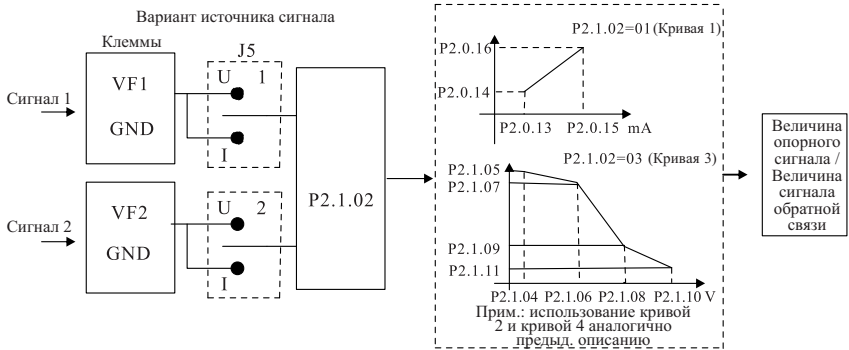 Вариант источника сигнала
Клеммы
J5
Сигнал 1
VF1
GND
U 1
I
Сигнал 2
VF2
GND
U 2
I
P2.1.02
P2.1.02=01 (Кривая 1)
P2.0.16
P2.0.14
P2.0.13 P2.0.15 mA
P2.1.02=03 (Кривая 3)
P2.1.05
P2.1.07
P2.1.09
P2.1.11
P2.1.04 P2.1.06 P2.1.08 P2.1.10 V
Прим.: использование кривой
2 и кривой 4 аналогично
предыд. описанию
Величина
опорного
сигнала /
Величина
сигнала
обратной
связи